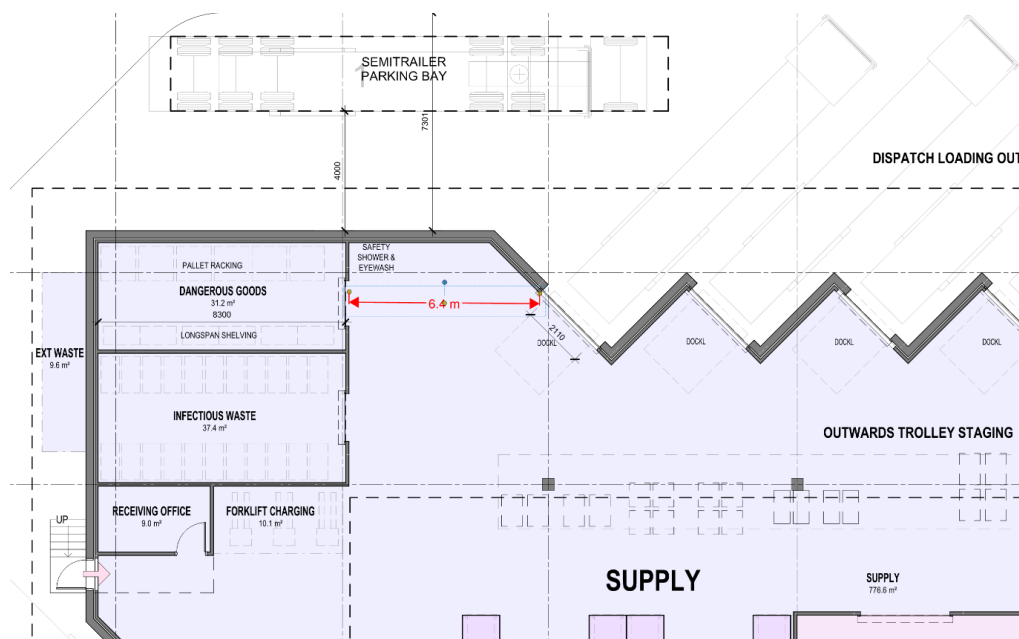 SEMITRAILER
PARKING BAY
7301
4000
DISPATCH LOADING OUT
SAFETY
SHOWER &
EYEWASH
PALLET RACKING
DANGEROUS GOODS
31.2 m²
8300
6.4 m
LONGSPAN SHELVING
2110
DOCKL
DOCKL
DOCKL
DOCKL
EXT WASTE
9.6 m²
INFECTIOUS WASTE
37.4 m²
OUTWARDS TROLLEY STAGING
RECEIVING OFFICE
9.0 m²
FORKLIFT CHARGING
10.1 m²
UP
SUPPLY
SUPPLY
776.6 m²